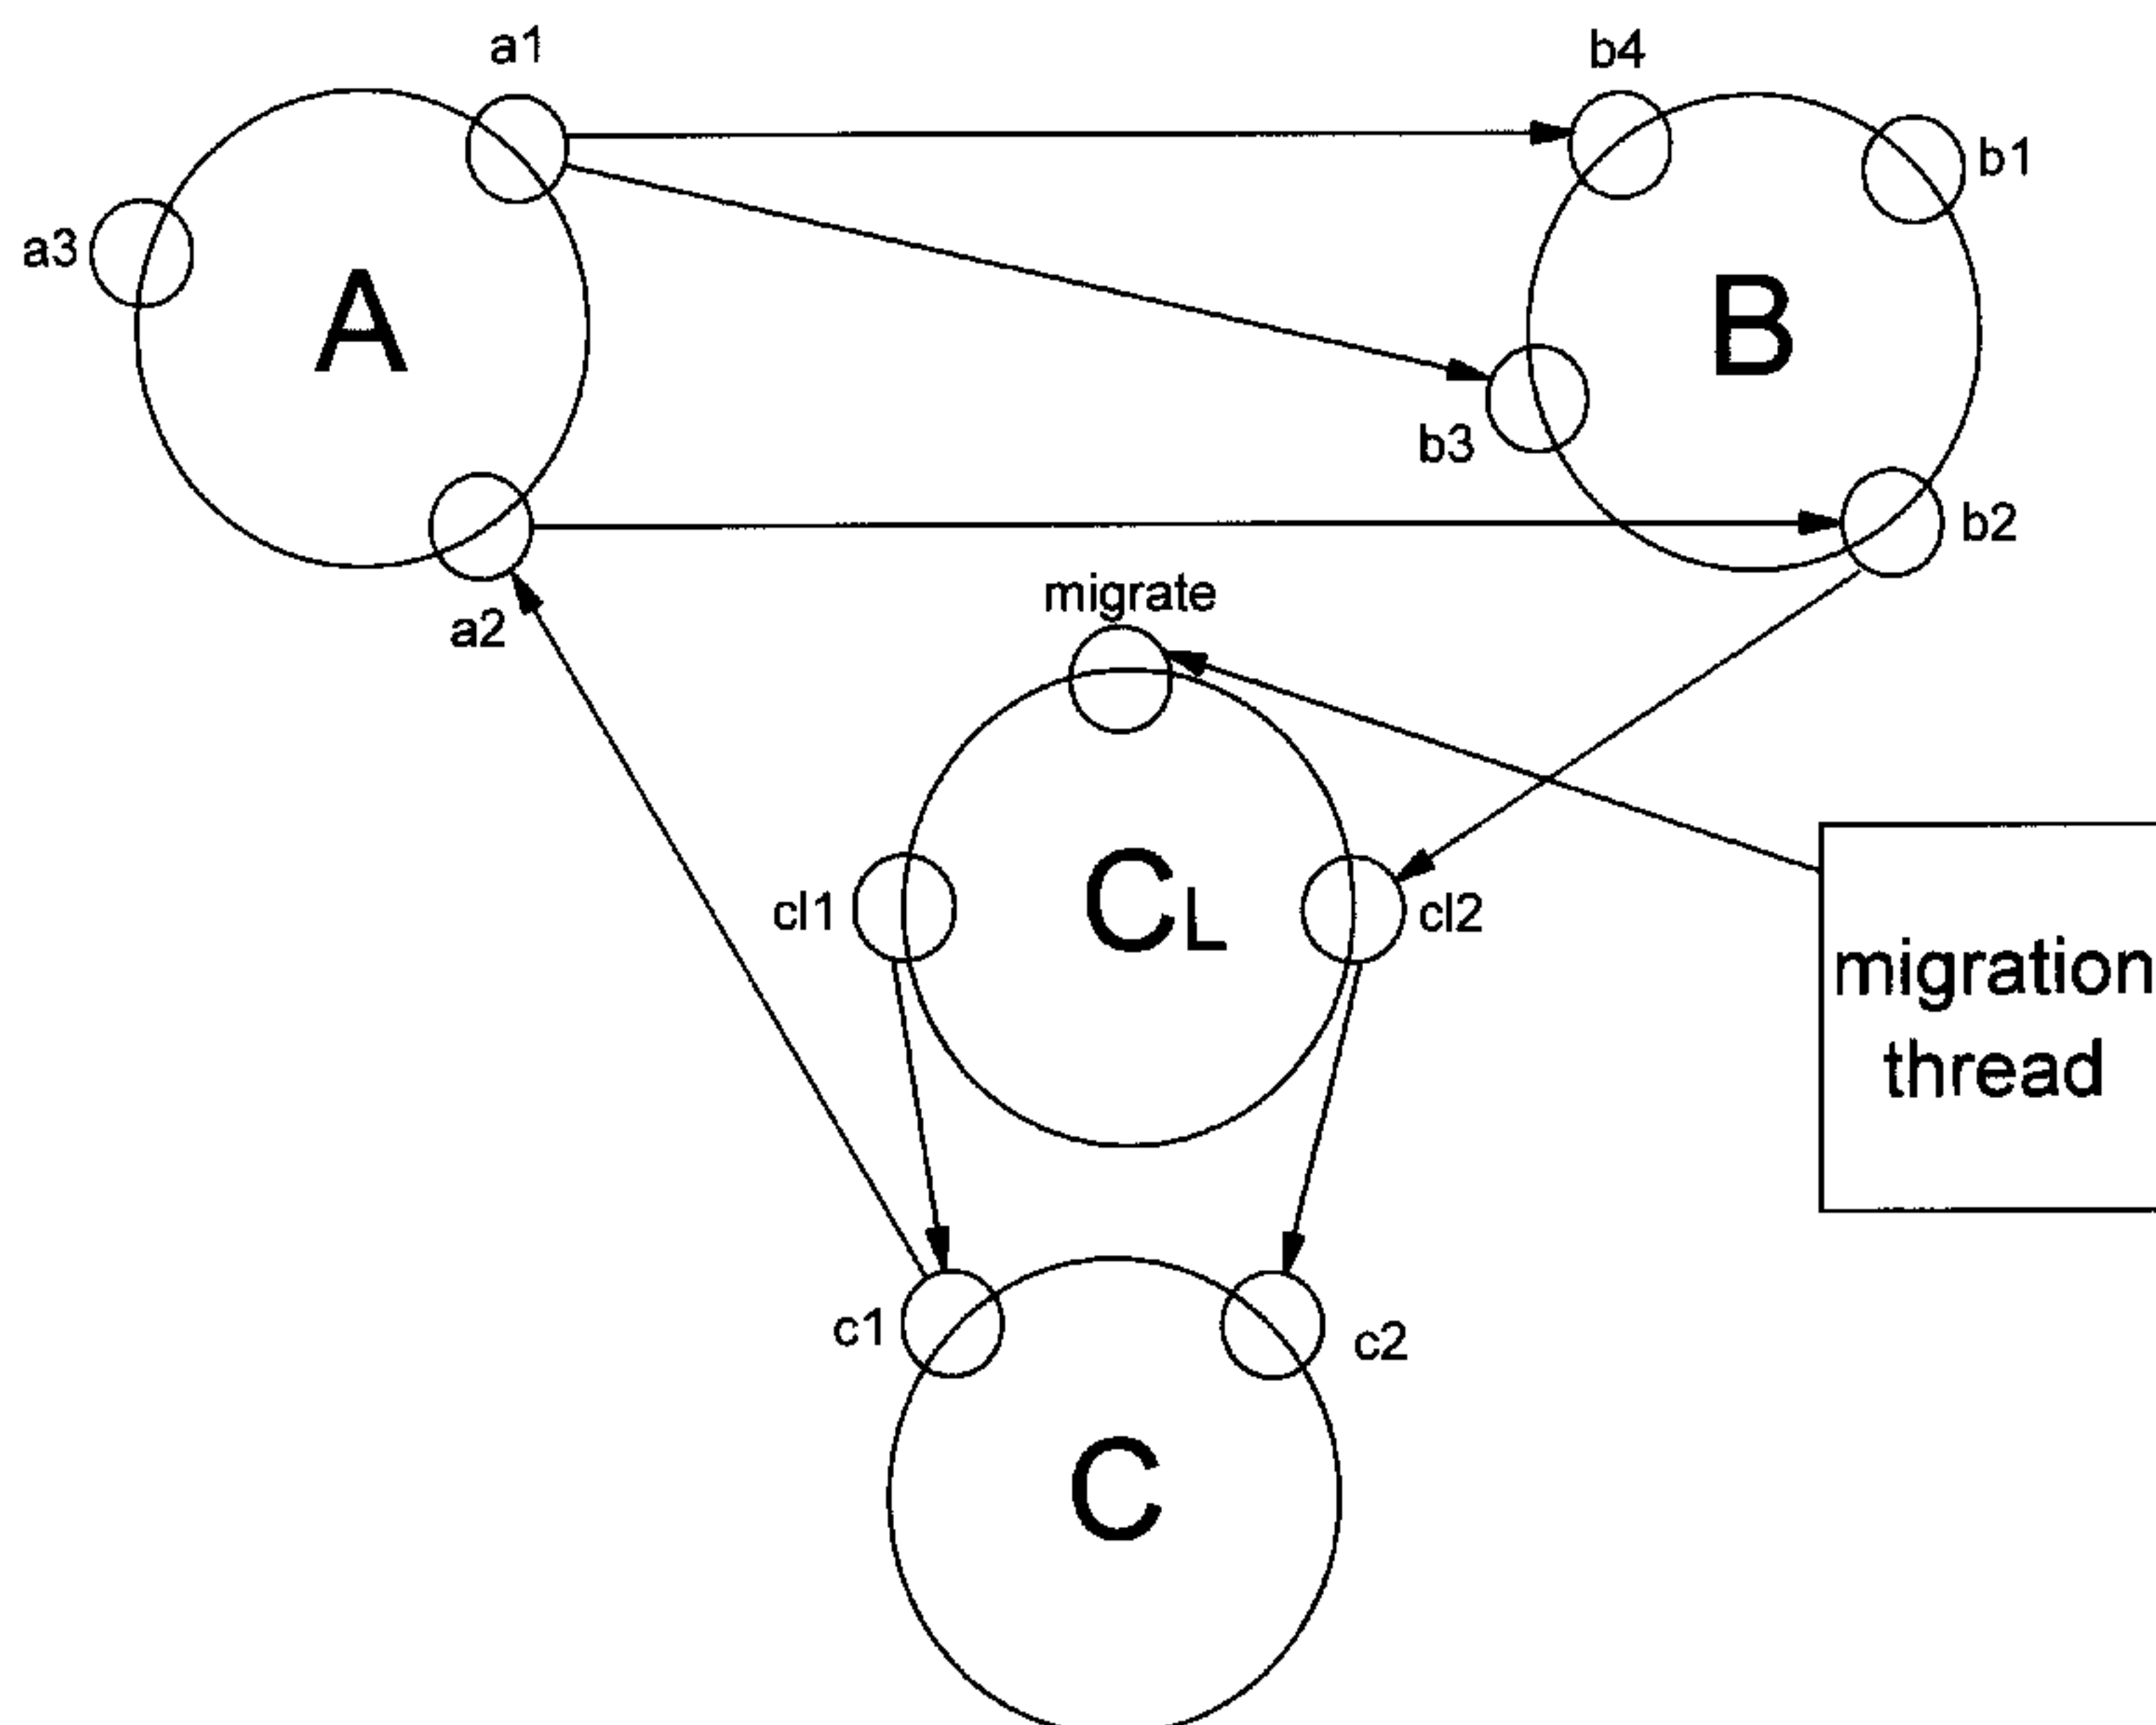 a1
b4
b1
a3
A
B
b3
b2
migrate
a2
cl1
CL
cl2
migration
thread
c1
c2
C